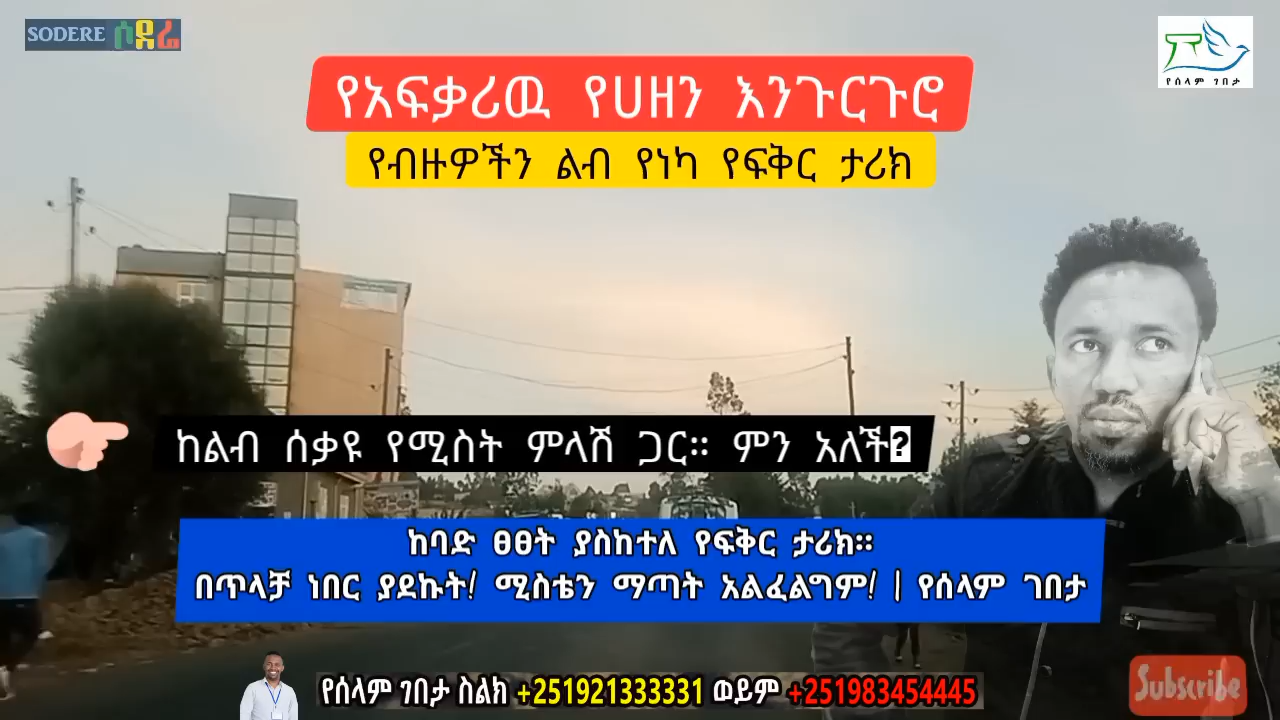 SODERE ሶደሬ
የሰላም ገበታ
የአፍቃሪዉ የሀዘን እንጉርጉሮ
የብዙዎችን ልብ የነካ የፍቅር ታሪክ
ከልብ ሰቃዩ የሚስት ምላሽ ጋር። ምን አለች
ከባድ ፀፀት ያስከተለ የፍቅር ታሪክ።
በጥላቻ ነበር ያደኩት! ሚስቴን ማጣት አልፈልግም! | የሰላም ገበታ
የሰላም ገበታ ስልክ +251921333331 ወይም +251983454445
Subscribe